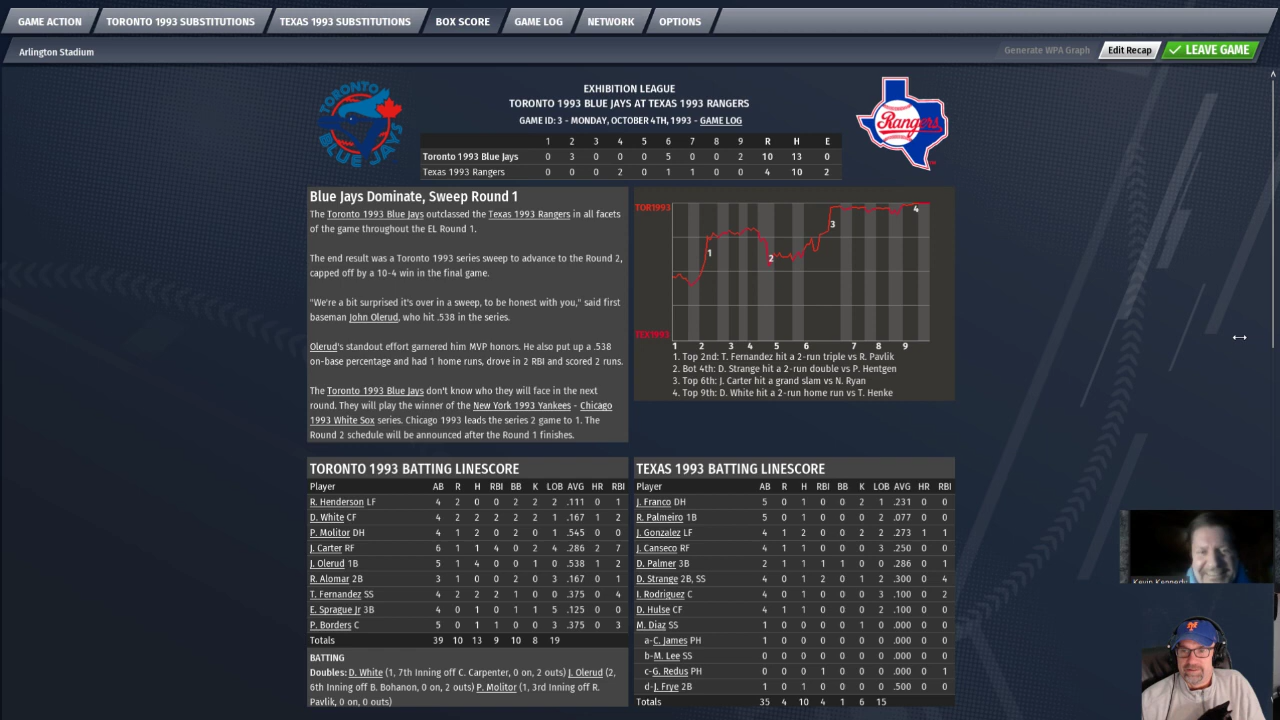 GAME ACTION TORONTO 1993 SUBSTITUTIONS TEXAS 1993 SUBSTITUTIONS BOX SCORE GAME LOG NETWORK OPTIONS
Arlington Stadium Generate WPA Graph Edit Recap LEAVE GAME
TORONTO
BLUE JAYS
EXHIBITION LEAGUE
TORONTO 1993 BLUE JAYS AT TEXAS 1993 RANGERS
GAME ID: 3 - MONDAY, OCTOBER 4TH, 1993 - GAME LOG
Rangers
1 2 3 4 5 6 7 8 9 R H E
Toronto 1993 Blue Jays 0 3 0 0 0 5 0 0 2 10 13 0
Texas 1993 Rangers 0 0 0 2 0 1 1 0 0 4 10 2
Blue Jays Dominate, Sweep Round 1
The Toronto 1993 Blue Jays outclassed the Texas 1993 Rangers in all facets
of the game throughout the EL Round 1.
The end result was a Toronto 1993 series sweep to advance to the Round 2,
capped off by a 10-4 win in the final game.
"We're a bit surprised it's over in a sweep, to be honest with you," said first
baseman John Olerud, who hit .538 in the series.
Olerud's standout effort garnered him MVP honors. He also put up a .538
on-base percentage and had 1 home runs, drove in 2 RBI and scored 2 runs.
The Toronto 1993 Blue Jays don't know who they will face in the next
round. They will play the winner of the New York 1993 Yankees - Chicago
1993 White Sox series. Chicago 1993 leads the series 2 game to 1. The
Round 2 schedule will be announced after the Round 1 finishes.
TOR1993
1 2 3 4
TEX1993
1 2 3 4 5 6 7 8 9
1. Top 2nd: T. Fernandez hit a 2-run triple vs R. Pavlik
2. Bot 4th: D. Strange hit a 2-run double vs P. Hentgen
3. Top 6th: J. Carter hit a grand slam vs N. Ryan
4. Top 9th: D. White hit a 2-run home run vs T. Henke
TORONTO 1993 BATTING LINESCORE
Player AB R H RBI BB K LOB AVG HR RBI
R. Henderson LF 4 2 0 0 2 2 2 .111 0 1
D. White CF 4 2 2 2 2 2 1 .167 1 2
P. Molitor DH 4 1 2 0 2 0 1 .545 0 0
J. Carter RF 6 1 1 4 0 2 4 .286 2 7
J. Olerud 1B 5 1 4 0 0 1 0 .538 1 2
R. Alomar 2B 3 1 0 0 2 0 3 .167 0 1
T. Fernandez SS 4 2 2 2 1 0 0 .375 0 4
E. Sprague Jr 3B 4 0 1 0 1 1 5 .125 0 0
P. Borders C 5 0 1 1 0 0 3 .375 0 3
Totals 39 10 13 9 10 8 19
BATTING
Doubles: D. White (1, 7th Inning off C. Carpenter, 0 on, 2 outs) J. Olerud (2,
6th Inning off B. Bohanon, 0 on, 2 outs) P. Molitor (1, 3rd Inning off R.
Pavlik, 0 on, 0 outs)
TEXAS 1993 BATTING LINESCORE
Player AB R H RBI BB K LOB AVG HR RBI
J. Franco DH 5 0 1 0 0 2 1 .231 0 0
R. Palmeiro 1B 5 0 1 0 0 0 2 .077 0 0
J. Gonzalez LF 4 1 2 0 0 2 2 .273 1 1
J. Canseco RF 4 1 1 0 0 0 3 .250 0 0
D. Palmer 3B 2 1 1 1 1 0 0 .286 0 1
D. Strange 2B, SS 4 0 1 2 0 1 2 .300 0 4
I. Rodriguez C 4 0 1 0 0 0 3 .100 0 2
D. Hulse CF 4 1 1 0 0 0 2 .100 0 0
M. Diaz SS 1 0 0 0 0 1 0 .000 0 0
a-C. James PH 1 0 0 0 0 0 0 .000 0 0
b-M. Lee SS 0 0 0 0 0 0 0 .000 0 0
c-G. Redus PH 0 0 0 1 0 0 0 .000 0 1
d-J. Frye 2B 1 0 1 0 0 0 0 .500 0 0
Totals 35 4 10 4 1 6 15
Kevin Kennedy